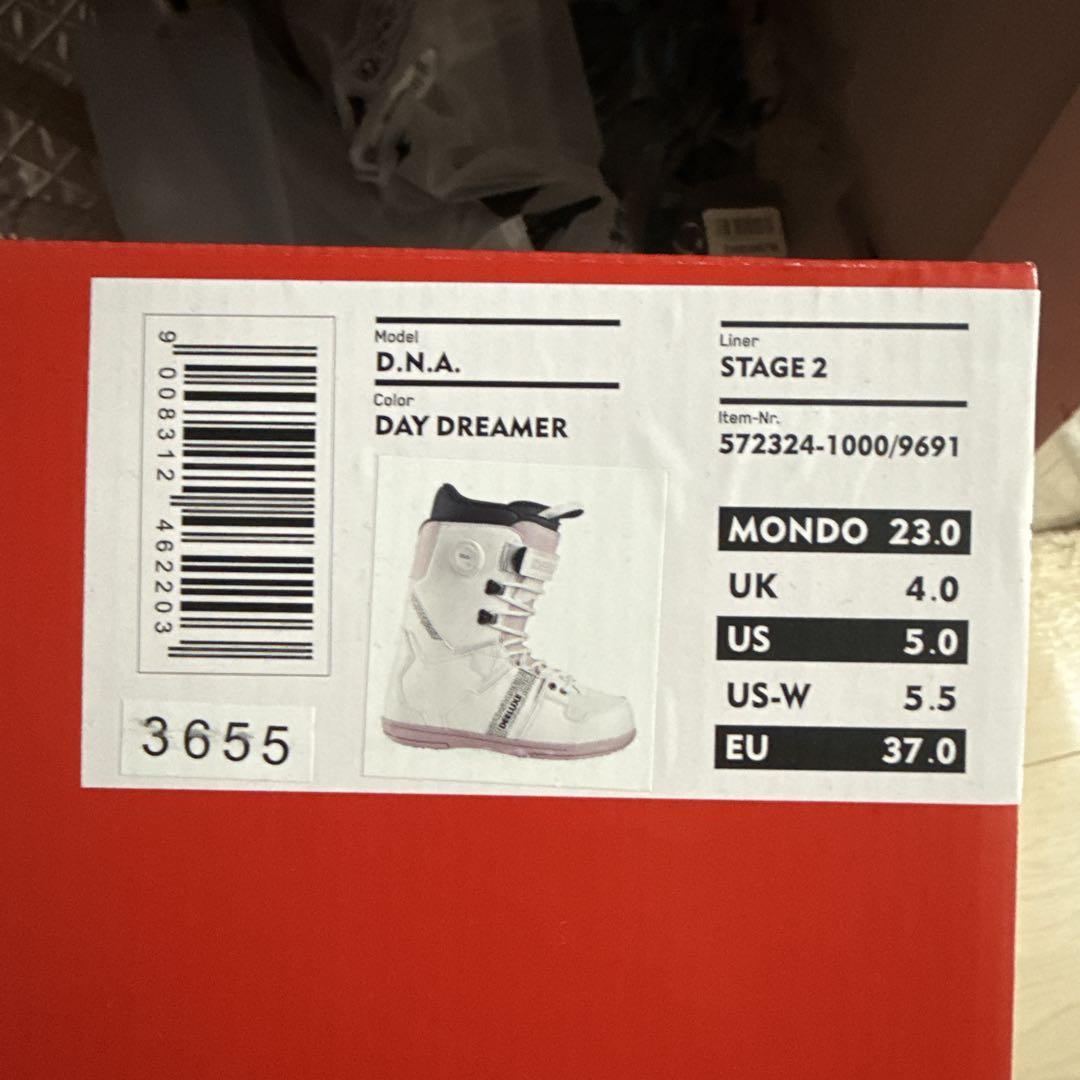 9 008312 462203
3655
Model
D.N.A.
Color
DAY DREAMER
DEELUXE
Liner
STAGE 2
Item-Nr.
572324-1000/9691
MONDO 23.0
UK 4.0
US 5.0
US-W 5.5
EU 37.0